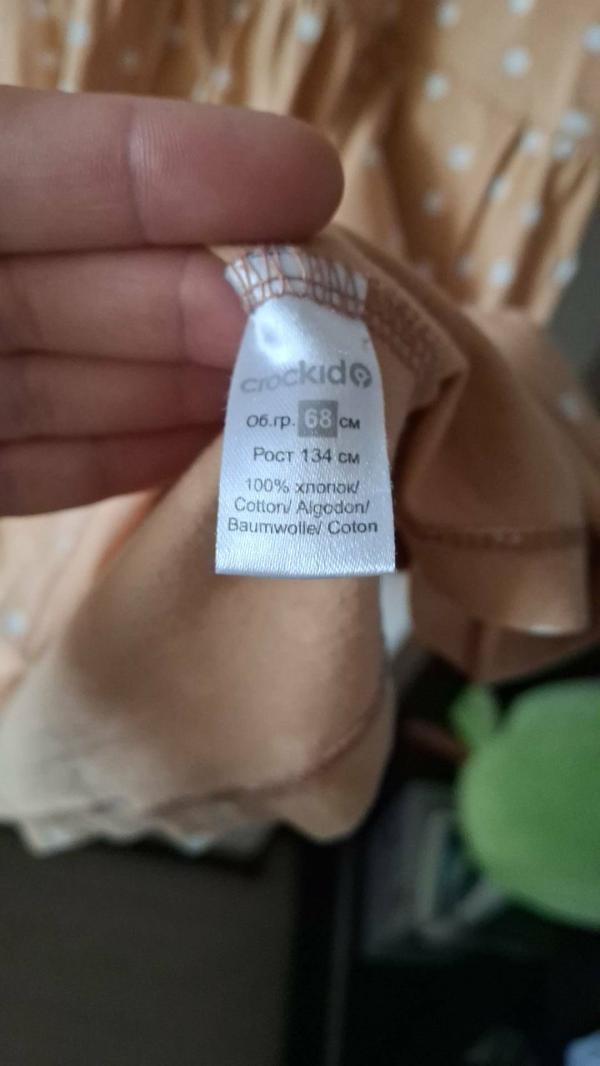 crockid
Об.гр. 68 см
Рост 134 см
100% хлопок/
Cotton/ Algodon/
Baumwolle/ Coton